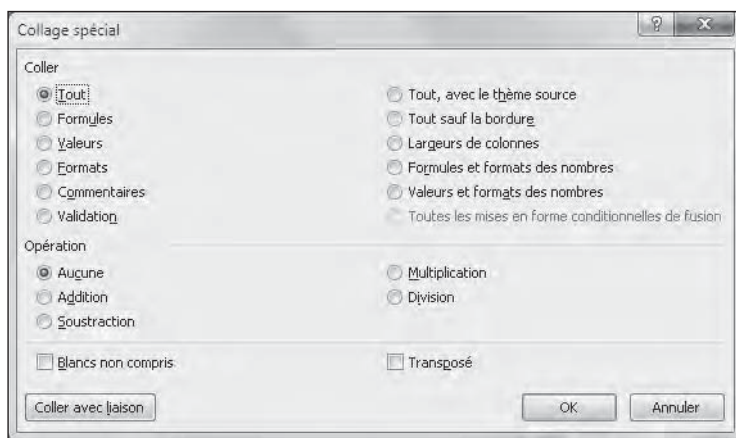 Collage spécial
Coller
Tout
Formules
Valeurs
Formats
Commentaires
Validation
Tout, avec le thème source
Tout sauf la bordure
Largeurs de colonnes
Formules et formats des nombres
Valeurs et formats des nombres
Toutes les mises en forme conditionnelles de fusion
Opération
Aucune
Addition
Soustraction
Multiplication
Division
Blancs non compris
Transposé
Coller avec liaison
OK
Annuler